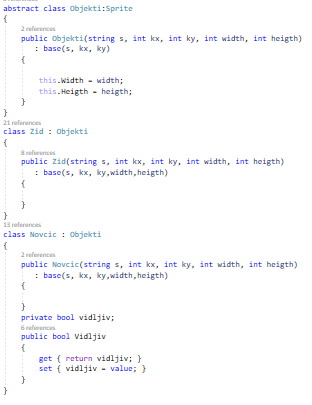 abstract class Objekti:Sprite
{
2 references
public Objekti(string s, int kx, int ky, int width, int heigth)
: base(s, kx, ky)
{
this.Width = width;
this.Heigth = heigth;
}
}
21 references
class Zid : Objekti
{
8 references
public Zid(string s, int kx, int ky, int width, int heigth)
: base(s, kx, ky,width,heigth)
{
}
}
13 references
class Novcic : Objekti
{
2 references
public Novcic(string s, int kx, int ky, int width, int heigth)
: base(s, kx, ky,width,heigth)
{
}
private bool vidljiv;
6 references
public bool Vidljiv
{
get { return vidljiv; }
set { vidljiv = value; }
}
}